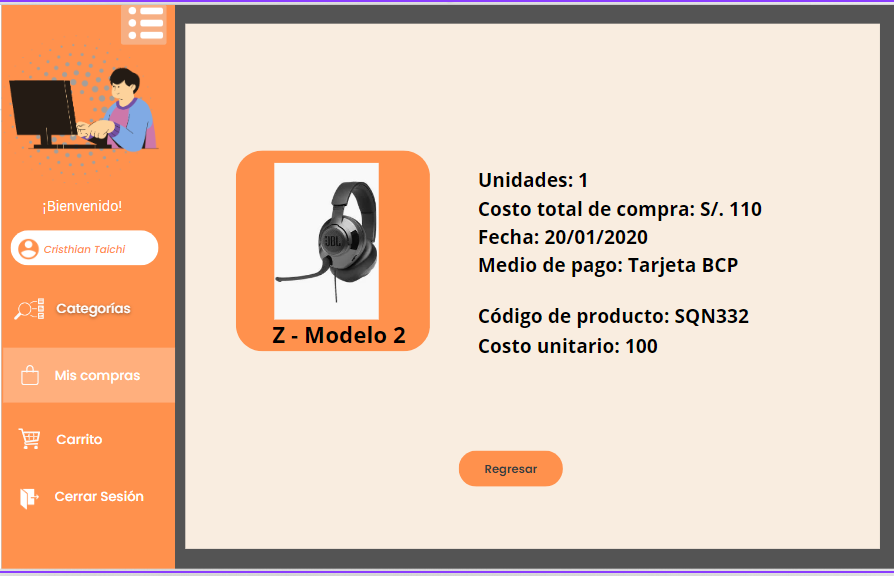 ¡Bienvenido!
Cristhian Taichi
Categorías
Mis compras
Carrito
Cerrar Sesión
JBL
Z - Modelo 2
Unidades: 1
Costo total de compra: S/. 110
Fecha: 20/01/2020
Medio de pago: Tarjeta BCP
Código de producto: SQN332
Costo unitario: 100
Regresar